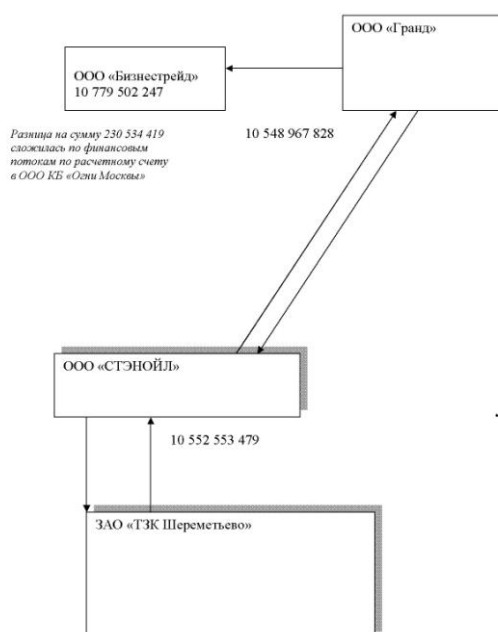 ООО «Гранд»
ООО «Бизнестрейд»
10 779 502 247
Разница на сумму 230 534 419
сложилась по финансовым
потокам по расчетному счету
в ООО КБ «Огни Москвы»
10 548 967 828
ООО «СТЭНОЙЛ»
10 552 553 479
ЗАО «ТЗК Шереметьево»